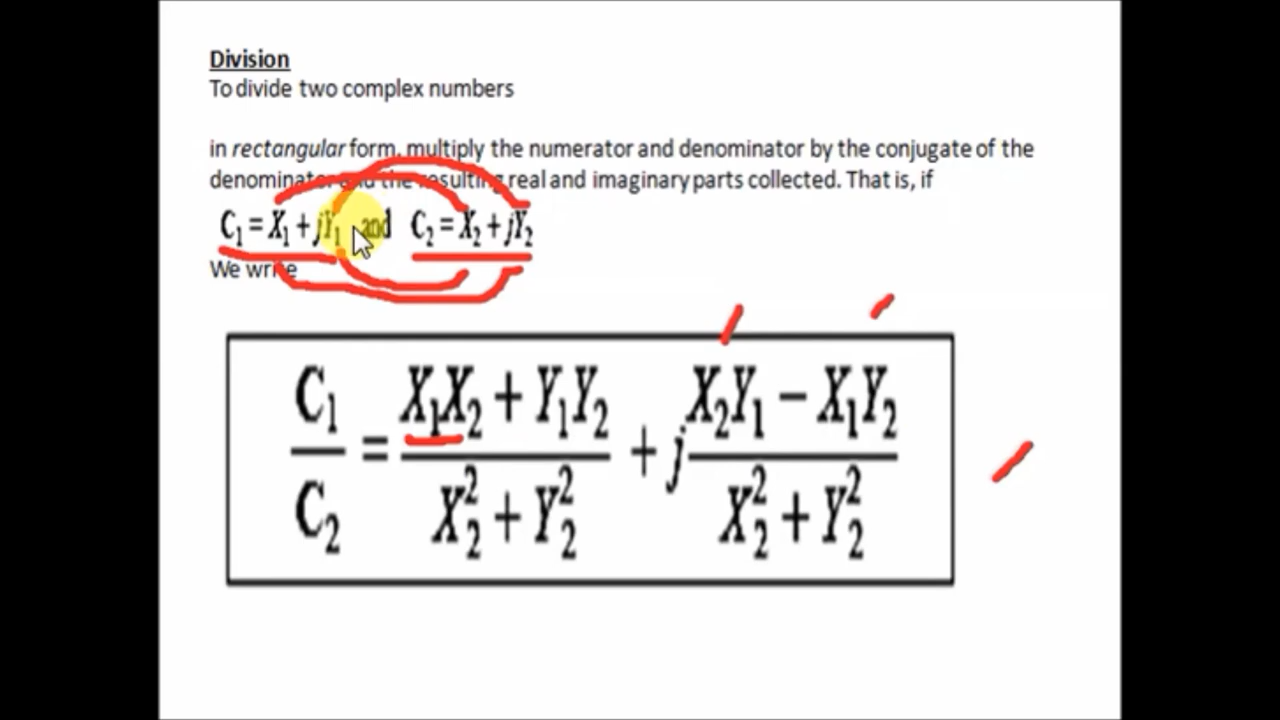 Division
To divide two complex numbers
in rectangular form, multiply the numerator and denominator by the conjugate of the
denominator and the resulting real and imaginary parts collected. That is, if
C₁ = X₁ + jY₁ and C₂ = X₂ + jY₂
We write
C₁/C₂ = (X₁X₂ + Y₁Y₂)/(X₂² + Y₂²) + j (X₂Y₁ − X₁Y₂)/(X₂² + Y₂²)